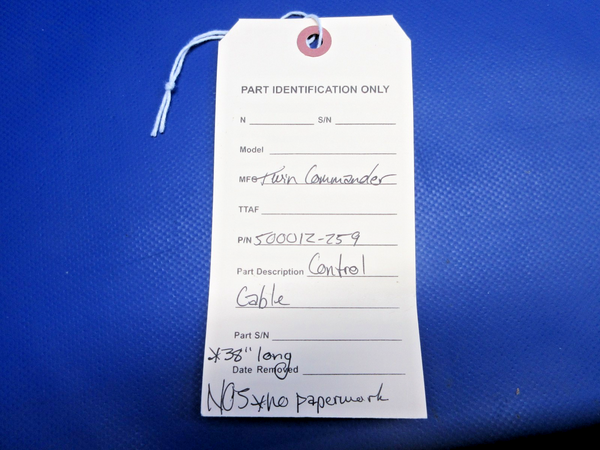 PART IDENTIFICATION ONLY
N S/N
Model
MFG Twin Commander
TTAF
P/N 500012-259
Part Description Control
Cable
Part S/N
*38" long
Date Removed
NOS *no paperwork